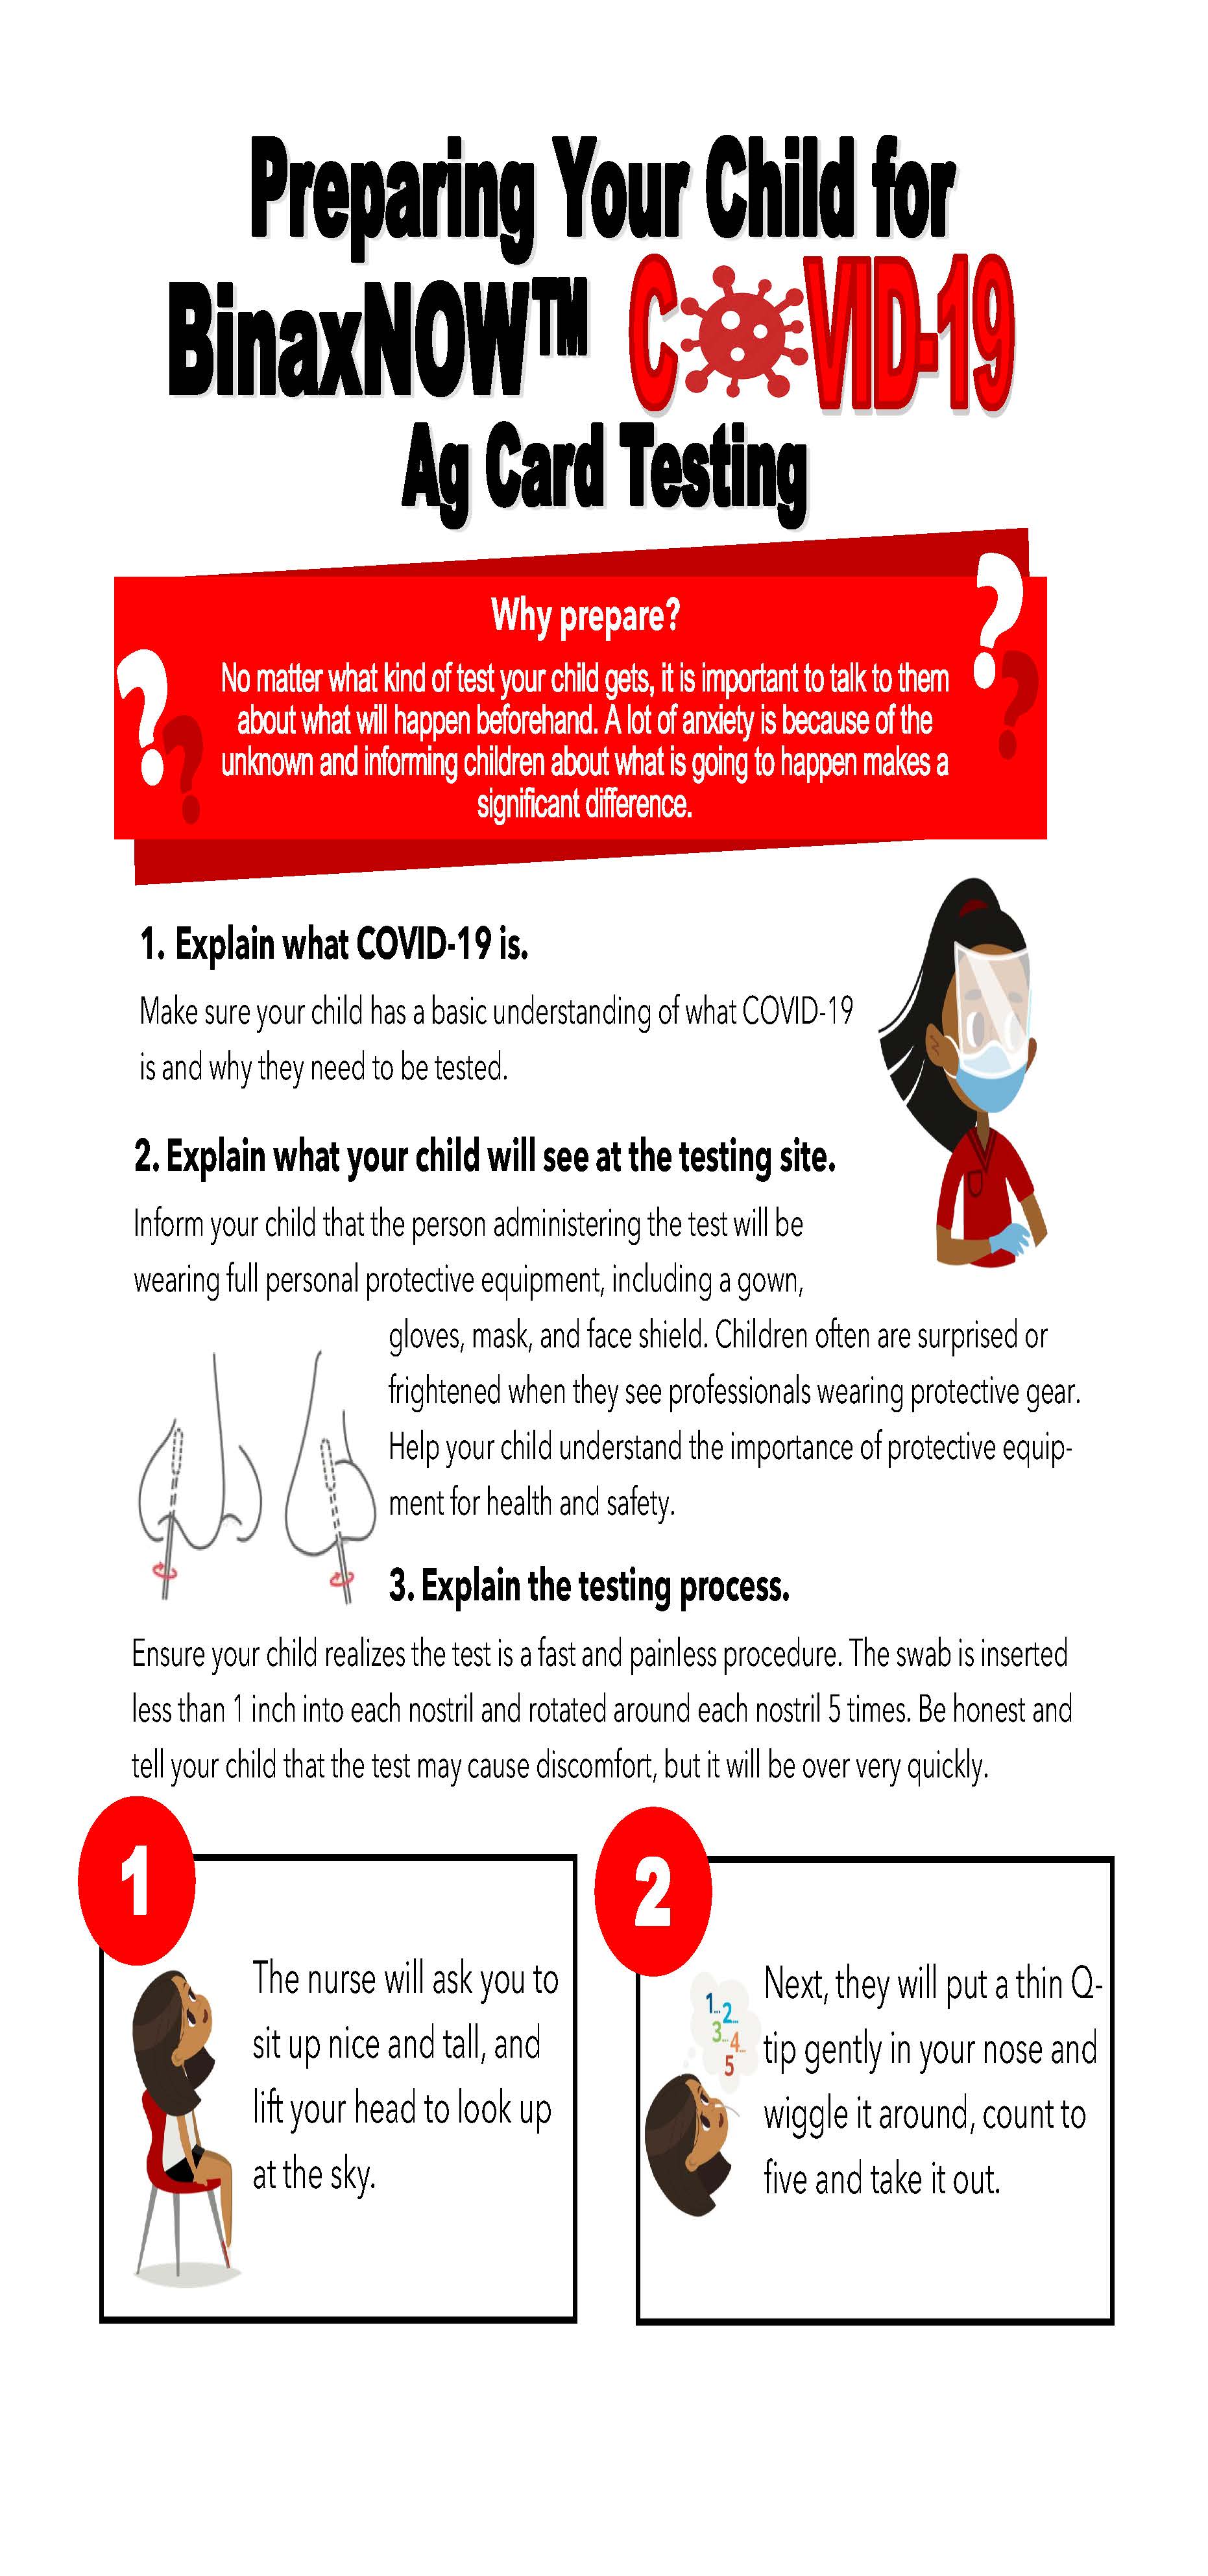 Preparing Your Child for
BinaxNOW™ COVID-19
Ag Card Testing
Why prepare?
No matter what kind of test your child gets, it is important to talk to them
about what will happen beforehand. A lot of anxiety is because of the
unknown and informing children about what is going to happen makes a
significant difference.
? ?
? ?
1. Explain what COVID-19 is.
Make sure your child has a basic understanding of what COVID-19
is and why they need to be tested.
2. Explain what your child will see at the testing site.
Inform your child that the person administering the test will be
wearing full personal protective equipment, including a gown,
gloves, mask, and face shield. Children often are surprised or
frightened when they see professionals wearing protective gear.
Help your child understand the importance of protective equip-
ment for health and safety.
3. Explain the testing process.
Ensure your child realizes the test is a fast and painless procedure. The swab is inserted
less than 1 inch into each nostril and rotated around each nostril 5 times. Be honest and
tell your child that the test may cause discomfort, but it will be over very quickly.
1
The nurse will ask you to
sit up nice and tall, and
lift your head to look up
at the sky.
2
1...2...
3...4...
5
Next, they will put a thin Q-
tip gently in your nose and
wiggle it around, count to
five and take it out.